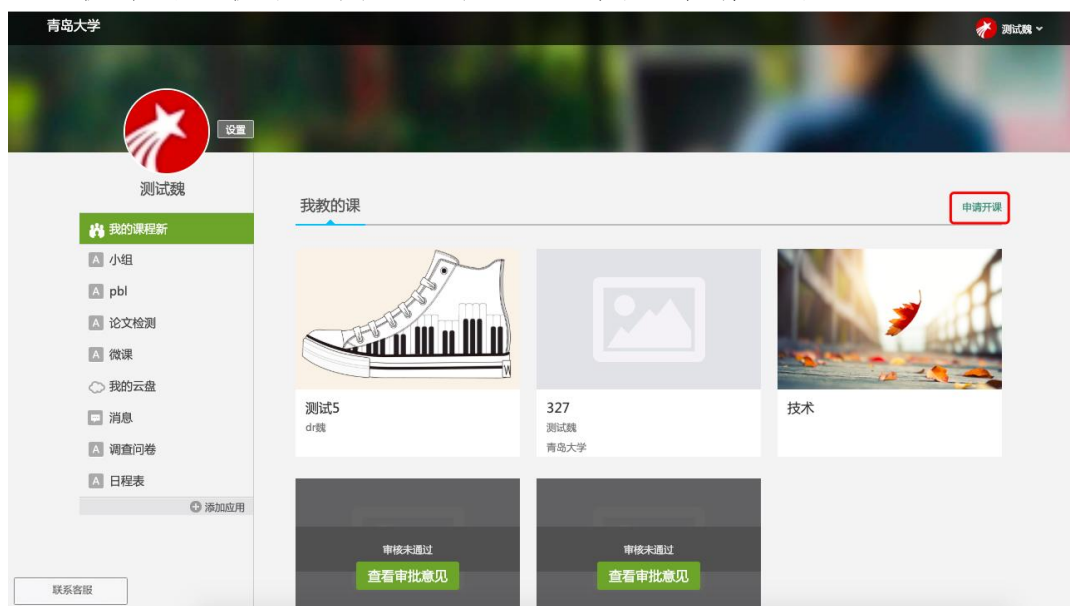 青岛大学
测试魏
设置
测试魏
我的课程新
A 小组
A pbl
A 论文检测
A 微课
我的云盘
消息
A 调查问卷
A 日程表
添加应用
联系客服
我教的课
申请开课
W
测试5
dr魏
327
测试魏
青岛大学
技术
审核未通过
查看审批意见
审核未通过
查看审批意见